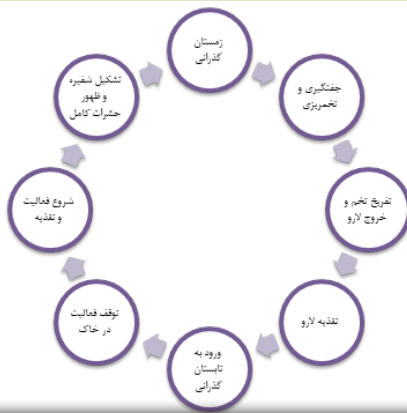 زمستان
گذرانی
جفتگیری و
تخمریزی
تفریخ تخم و
خروج لارو
تغذیه لارو
ورود به
تابستان
گذرانی
توقف فعالیت
در خاک
شروع فعالیت
و تغذیه
تشکیل شفیره
و ظهور
حشرات کامل